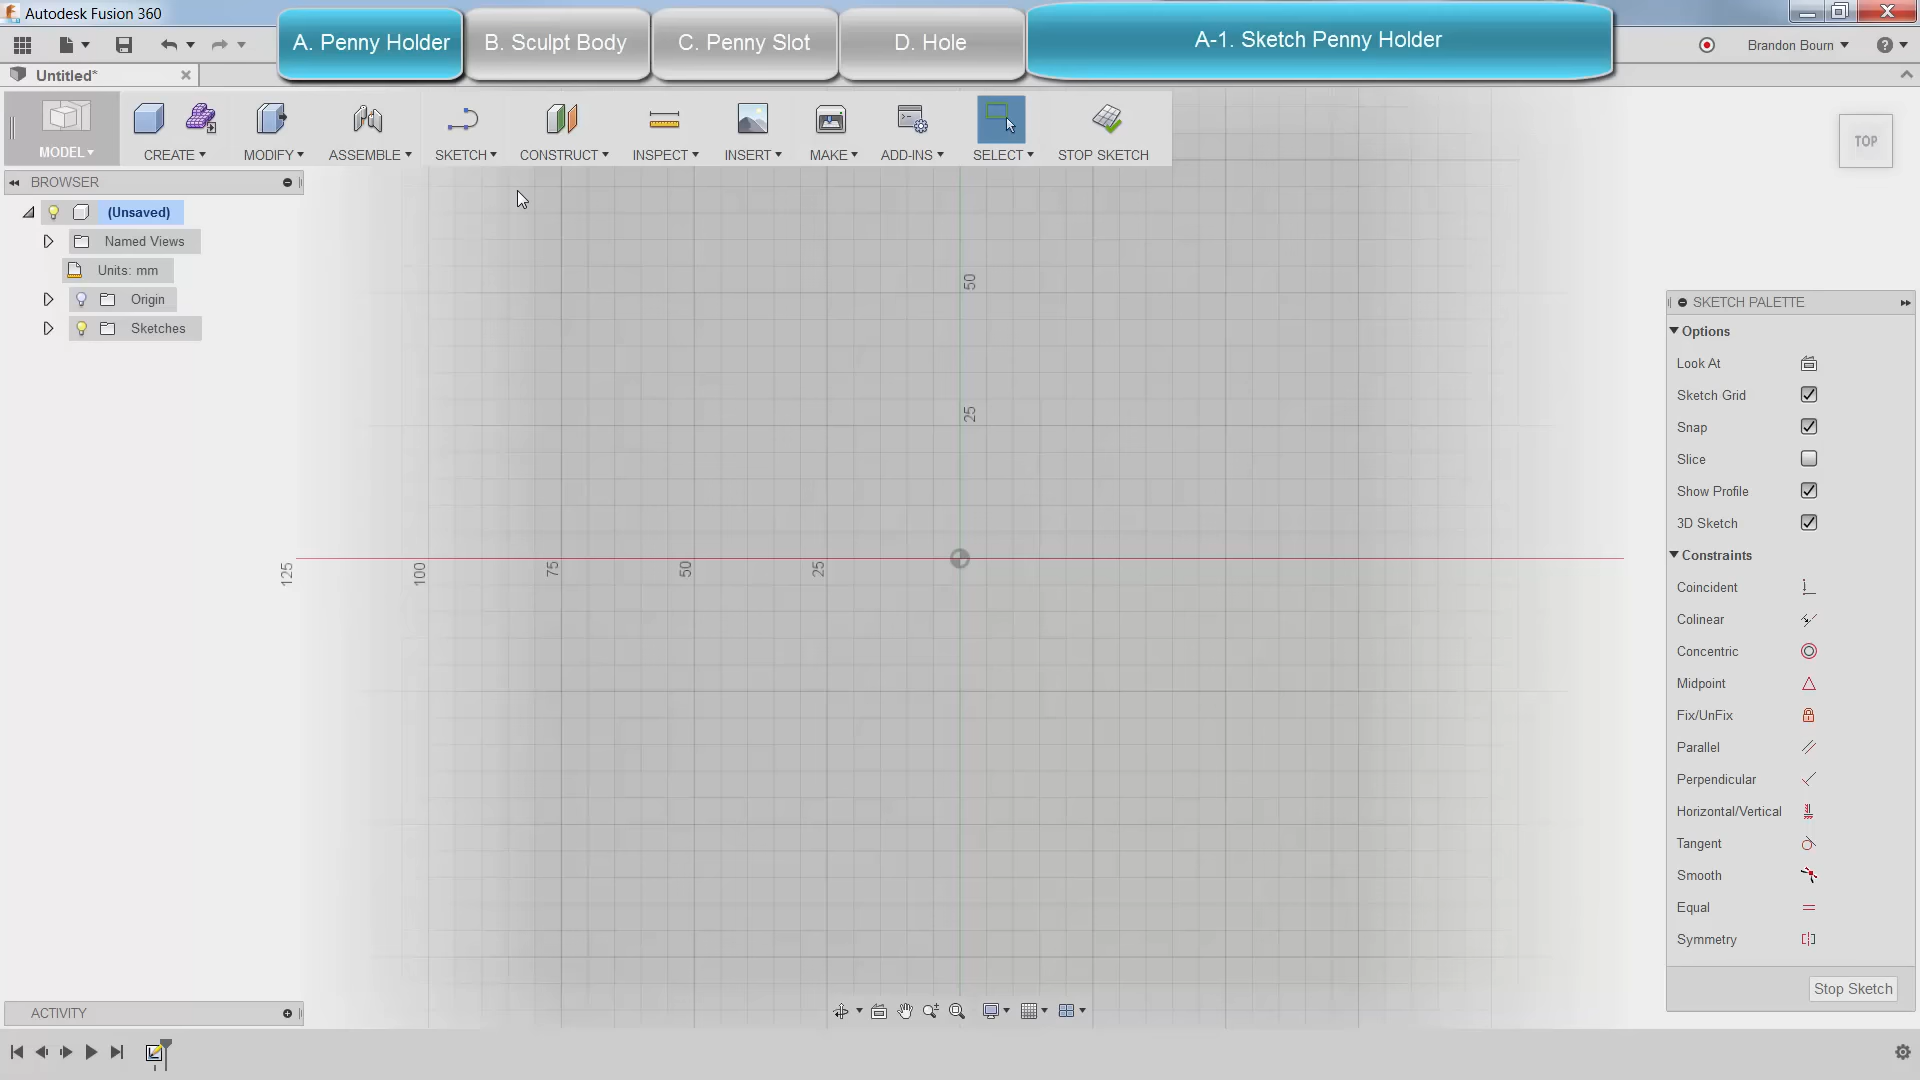 Autodesk Fusion 360
A. Penny Holder
B. Sculpt Body
C. Penny Slot
D. Hole
A-1. Sketch Penny Holder
Brandon Bourn
Untitled*
MODEL
CREATE
MODIFY
ASSEMBLE
SKETCH
CONSTRUCT
INSPECT
INSERT
MAKE
ADD-INS
SELECT
STOP SKETCH
TOP
BROWSER
(Unsaved)
Named Views
Units: mm
Origin
Sketches
50
25
125
100
75
50
25
SKETCH PALETTE
Options
Look At
Sketch Grid
Snap
Slice
Show Profile
3D Sketch
Constraints
Coincident
Colinear
Concentric
Midpoint
Fix/UnFix
Parallel
Perpendicular
Horizontal/Vertical
Tangent
Smooth
Equal
Symmetry
Stop Sketch
ACTIVITY